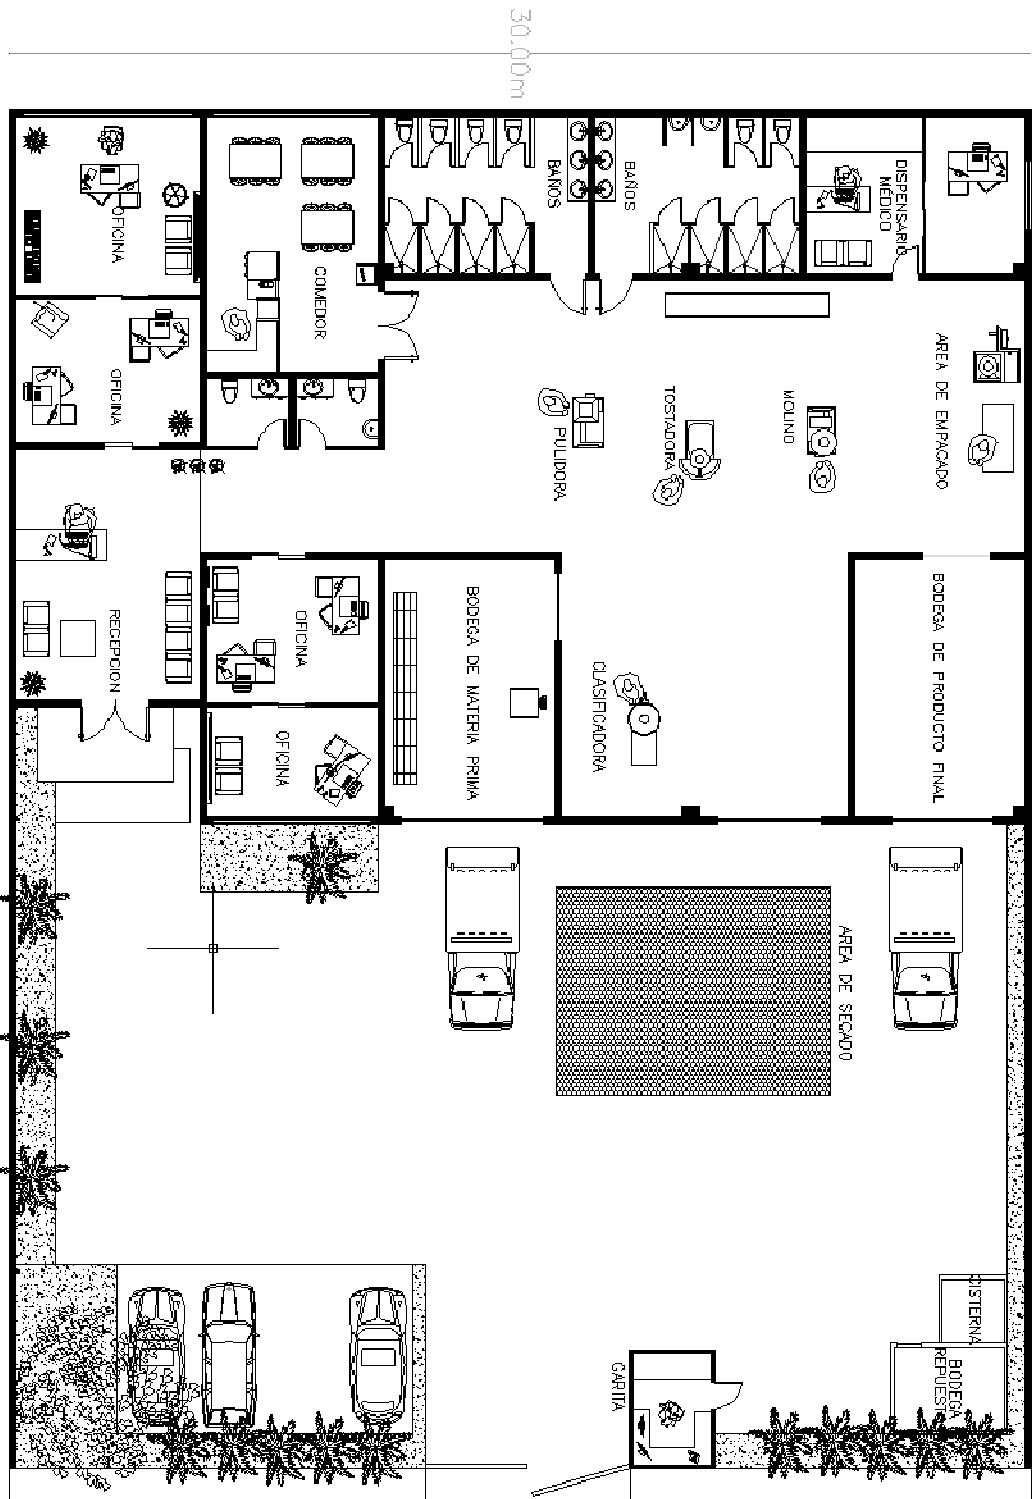 30.00m
OFICINA
COMEDOR
BAÑOS
BAÑOS
DISPENSARIO
MÉDICO
OFICINA
PULIDORA
TOSTADORA
MOLINO
AREA DE EMPACADO
RECEPCION
OFICINA
OFICINA
BODEGA DE MATERIA PRIMA
CLASIFICADORA
BODEGA DE PRODUCTO FINAL
AREA DE SECADO
CISTERNA
BODEGA
GARITA